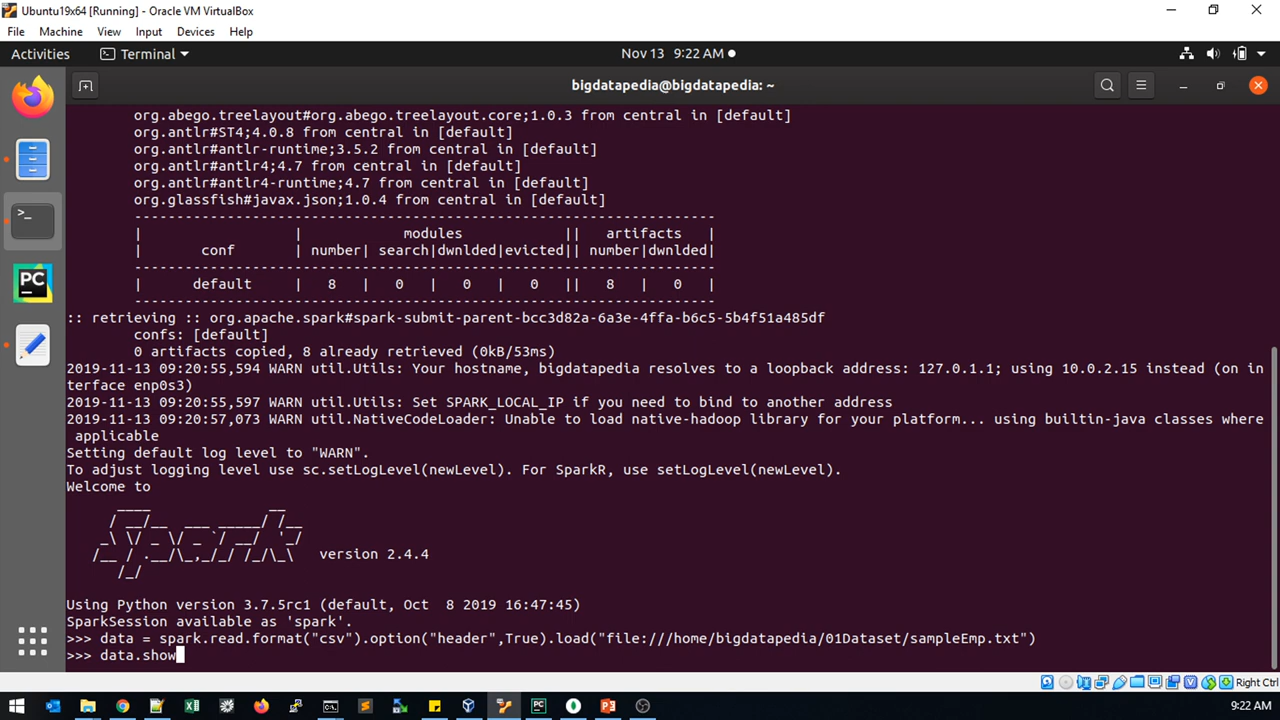 Ubuntu19x64 [Running] - Oracle VM VirtualBox
File Machine View Input Devices Help
Activities Terminal Nov 13 9:22 AM
bigdatapedia@bigdatapedia: ~
org.abego.treelayout#org.abego.treelayout.core;1.0.3 from central in [default]
org.antlr#ST4;4.0.8 from central in [default]
org.antlr#antlr-runtime;3.5.2 from central in [default]
org.antlr#antlr4;4.7 from central in [default]
org.antlr#antlr4-runtime;4.7 from central in [default]
org.glassfish#javax.json;1.0.4 from central in [default]
---------------------------------------------------------------------
| | modules || artifacts |
| conf | number| search|dwnlded|evicted|| number|dwnlded|
---------------------------------------------------------------------
| default | 8 | 0 | 0 | 0 || 8 | 0 |
---------------------------------------------------------------------
:: retrieving :: org.apache.spark#spark-submit-parent-bcc3d82a-6a3e-4ffa-b6c5-5b4f51a485df
confs: [default]
0 artifacts copied, 8 already retrieved (0kB/53ms)
2019-11-13 09:20:55,594 WARN util.Utils: Your hostname, bigdatapedia resolves to a loopback address: 127.0.1.1; using 10.0.2.15 instead (on in
terface enp0s3)
2019-11-13 09:20:55,597 WARN util.Utils: Set SPARK_LOCAL_IP if you need to bind to another address
2019-11-13 09:20:57,073 WARN util.NativeCodeLoader: Unable to load native-hadoop library for your platform... using builtin-java classes where
applicable
Setting default log level to "WARN".
To adjust logging level use sc.setLogLevel(newLevel). For SparkR, use setLogLevel(newLevel).
Welcome to
Spark version 2.4.4
Using Python version 3.7.5rc1 (default, Oct  8 2019 16:47:45)
SparkSession available as 'spark'.
>>> data = spark.read.format("csv").option("header",True).load("file:///home/bigdatapedia/01Dataset/sampleEmp.txt")
>>> data.show
Right Ctrl
9:22 AM